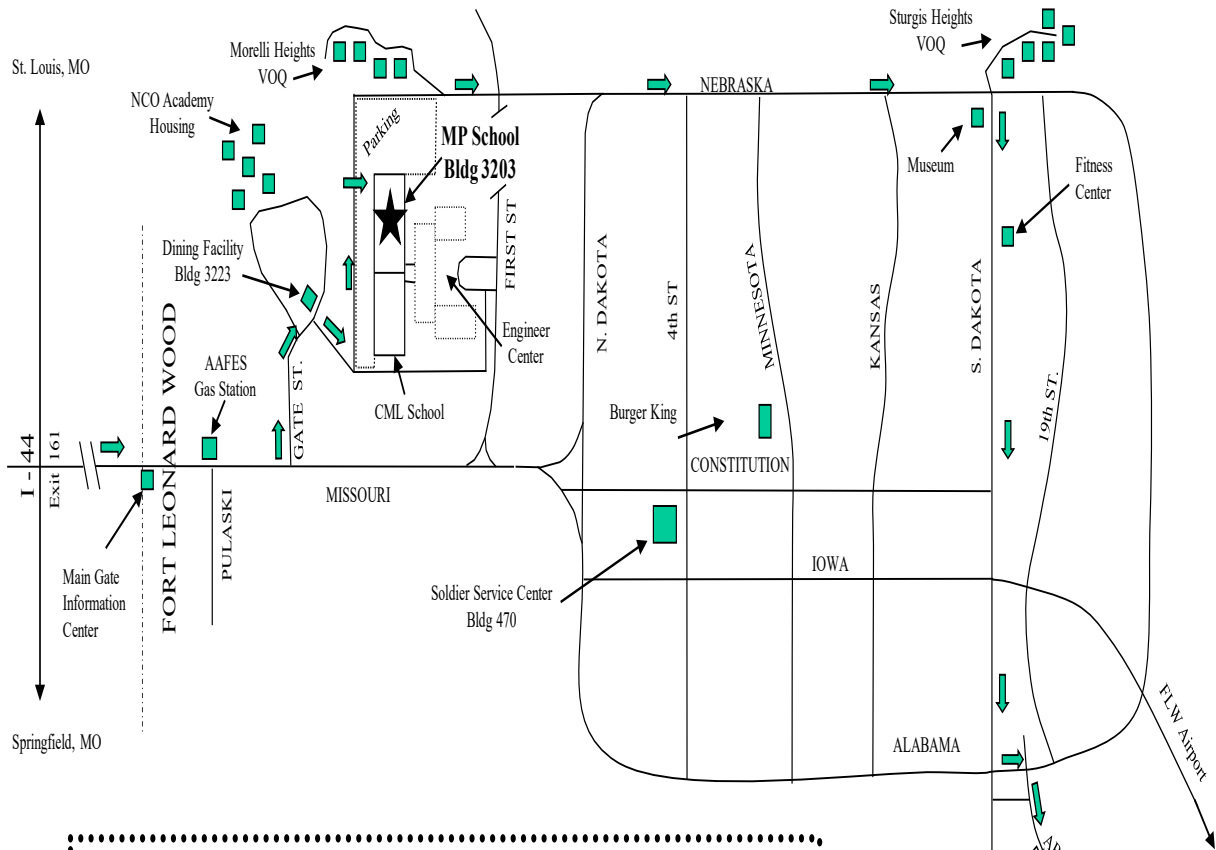 St. Louis, MO
Morelli Heights
VOQ
Sturgis Heights
VOQ
NEBRASKA
NCO Academy
Housing
Parking
MP School
Bldg 3203
Museum
Fitness
Center
Dining Facility
Bldg 3223
FIRST ST
N. DAKOTA
4th ST
MINNESOTA
KANSAS
S. DAKOTA
19th ST.
Engineer
Center
AAFES
Gas Station
GATE ST.
CML School
Burger King
CONSTITUTION
I - 44
Exit 161
FORT LEONARD WOOD
PULASKI
MISSOURI
IOWA
Main Gate
Information
Center
Soldier Service Center
Bldg 470
FLW Airport
ALABAMA
Springfield, MO